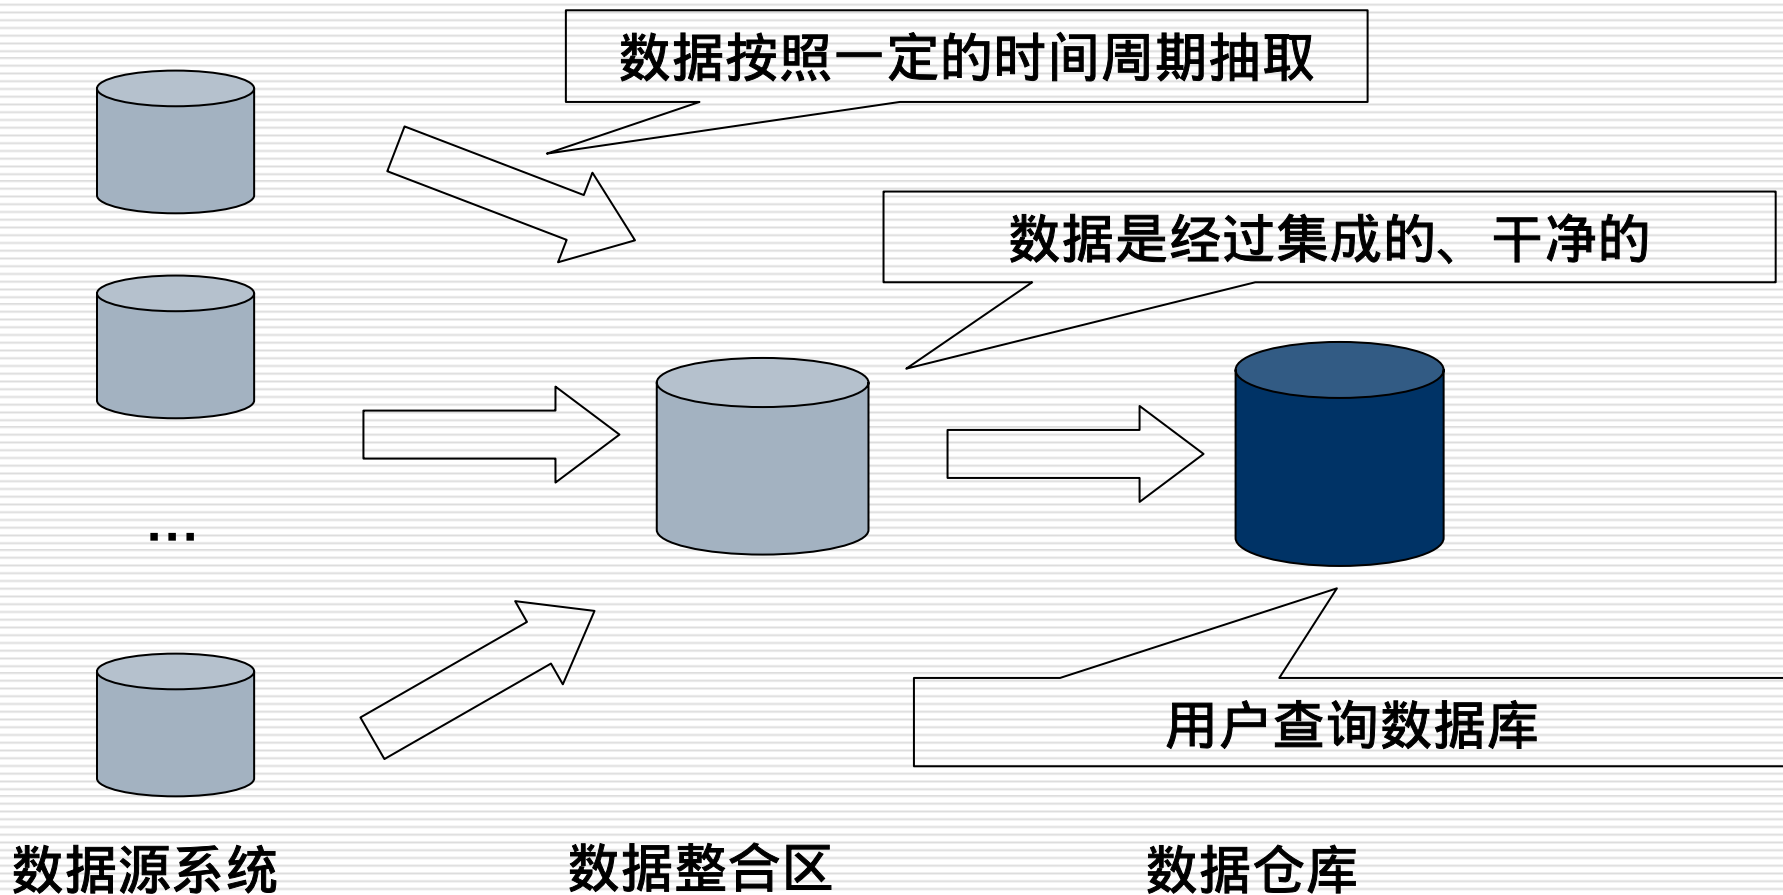 数据按照一定的时间周期抽取
数据是经过集成的、干净的
...
用户查询数据库
数据源系统
数据整合区
数据仓库